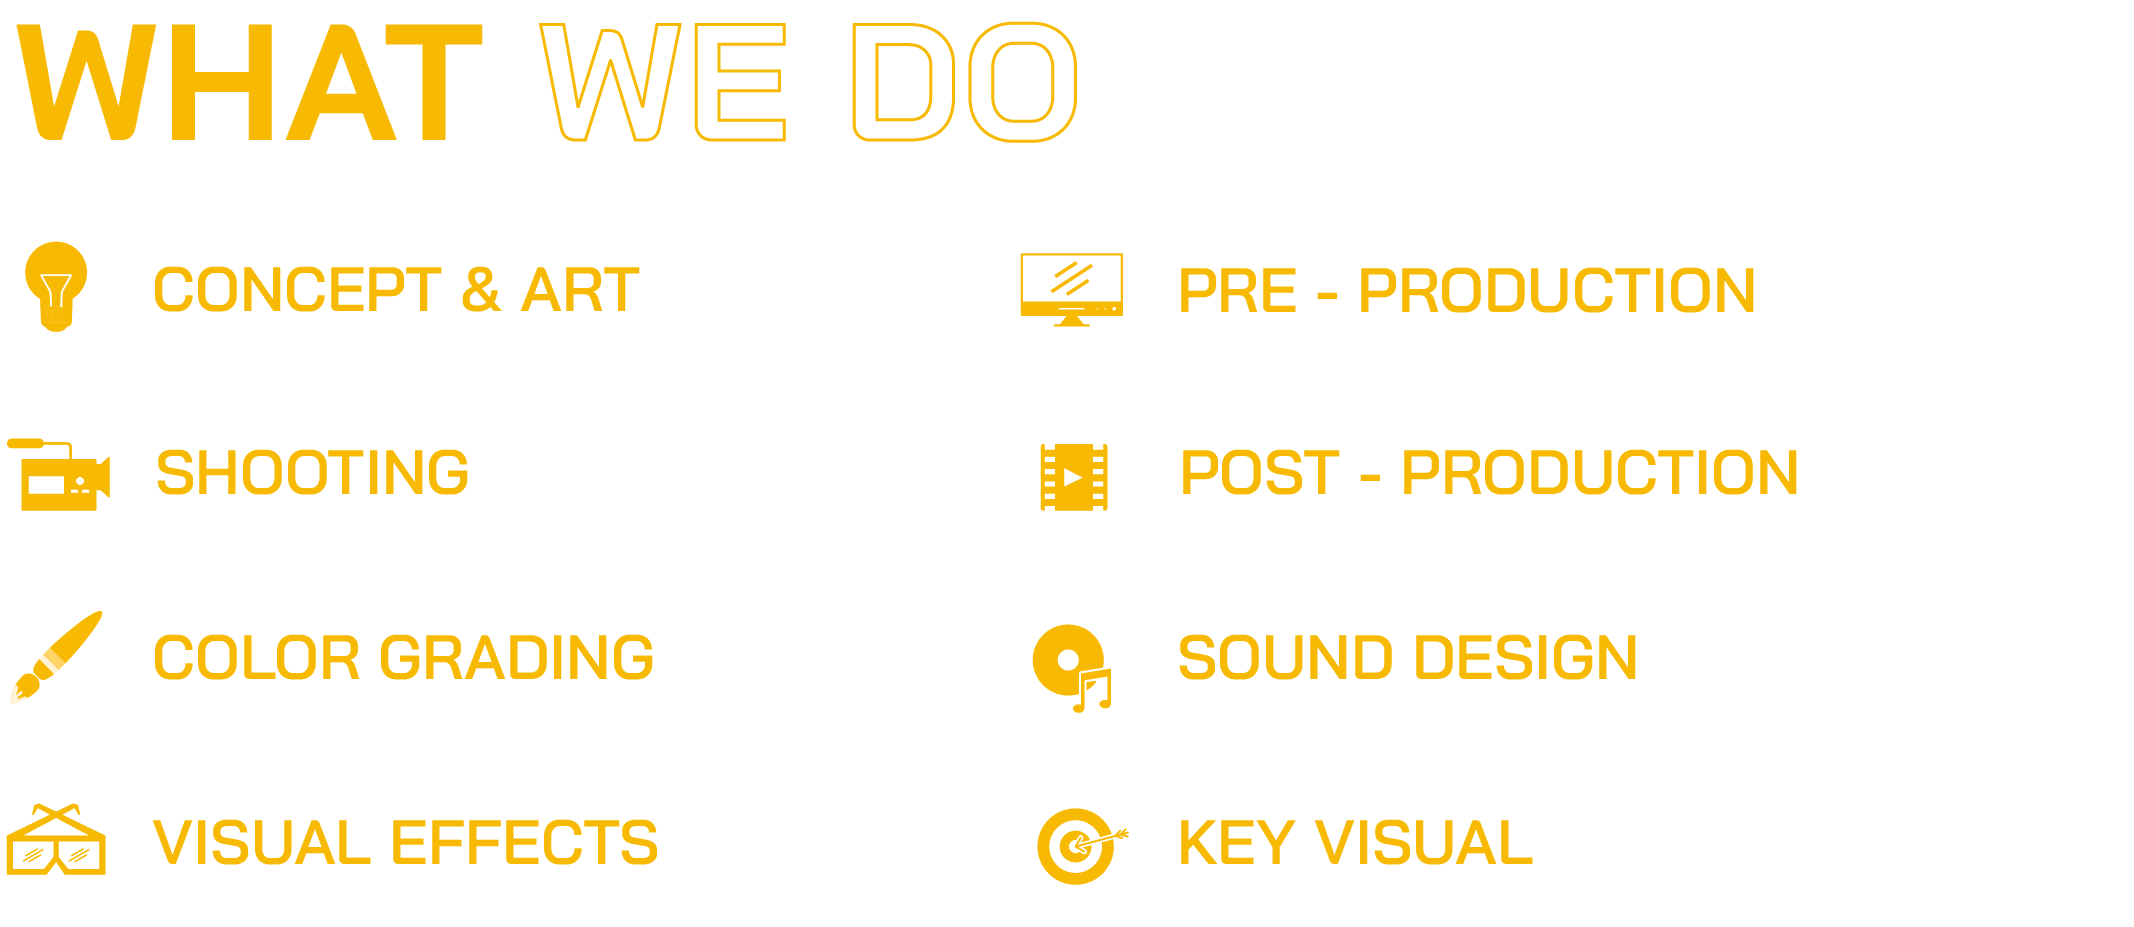 WHAT WE DO
CONCEPT & ART
PRE - PRODUCTION
SHOOTING
POST - PRODUCTION
COLOR GRADING
SOUND DESIGN
VISUAL EFFECTS
KEY VISUAL